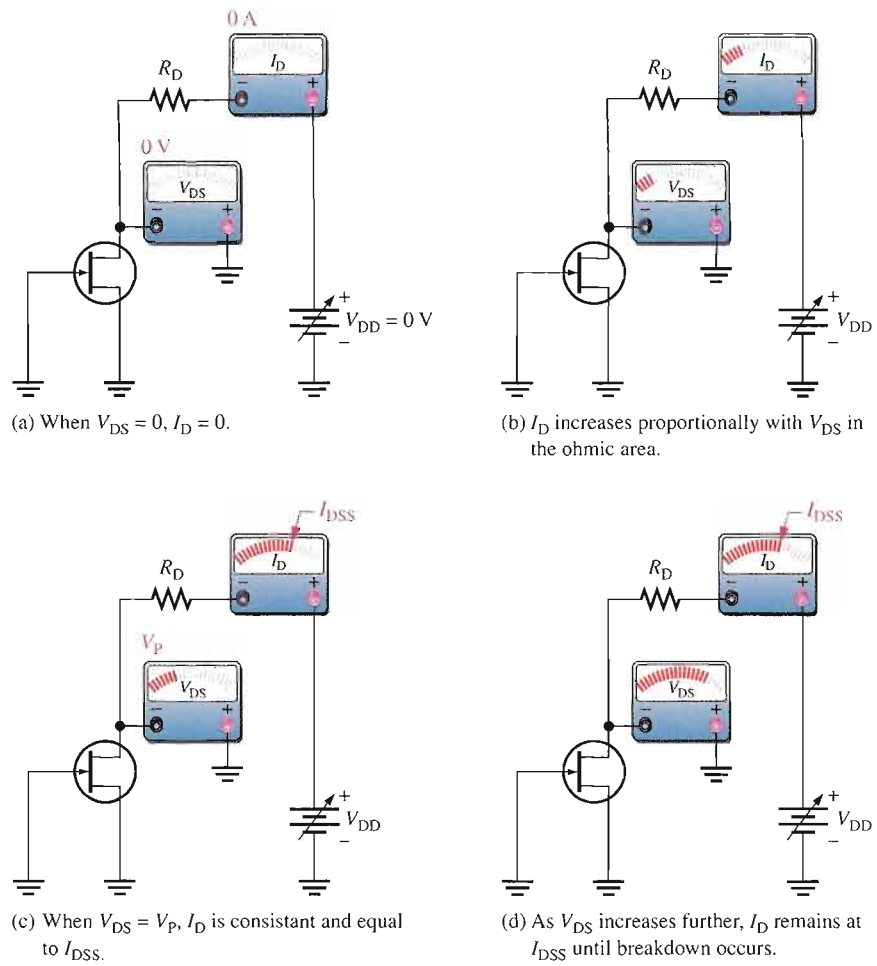 0 A
I_D
R_D
− +
0 V
V_DS
− +
+
V_DD = 0 V
−
(a) When V_DS = 0, I_D = 0.
I_D
R_D
− +
V_DS
− +
+
V_DD
−
(b) I_D increases proportionally with V_DS in
the ohmic area.
I_DSS
I_D
R_D
− +
V_P
V_DS
− +
+
V_DD
−
(c) When V_DS = V_P, I_D is consistant and equal
to I_DSS.
I_DSS
I_D
R_D
− +
V_DS
− +
+
V_DD
−
(d) As V_DS increases further, I_D remains at
I_DSS until breakdown occurs.